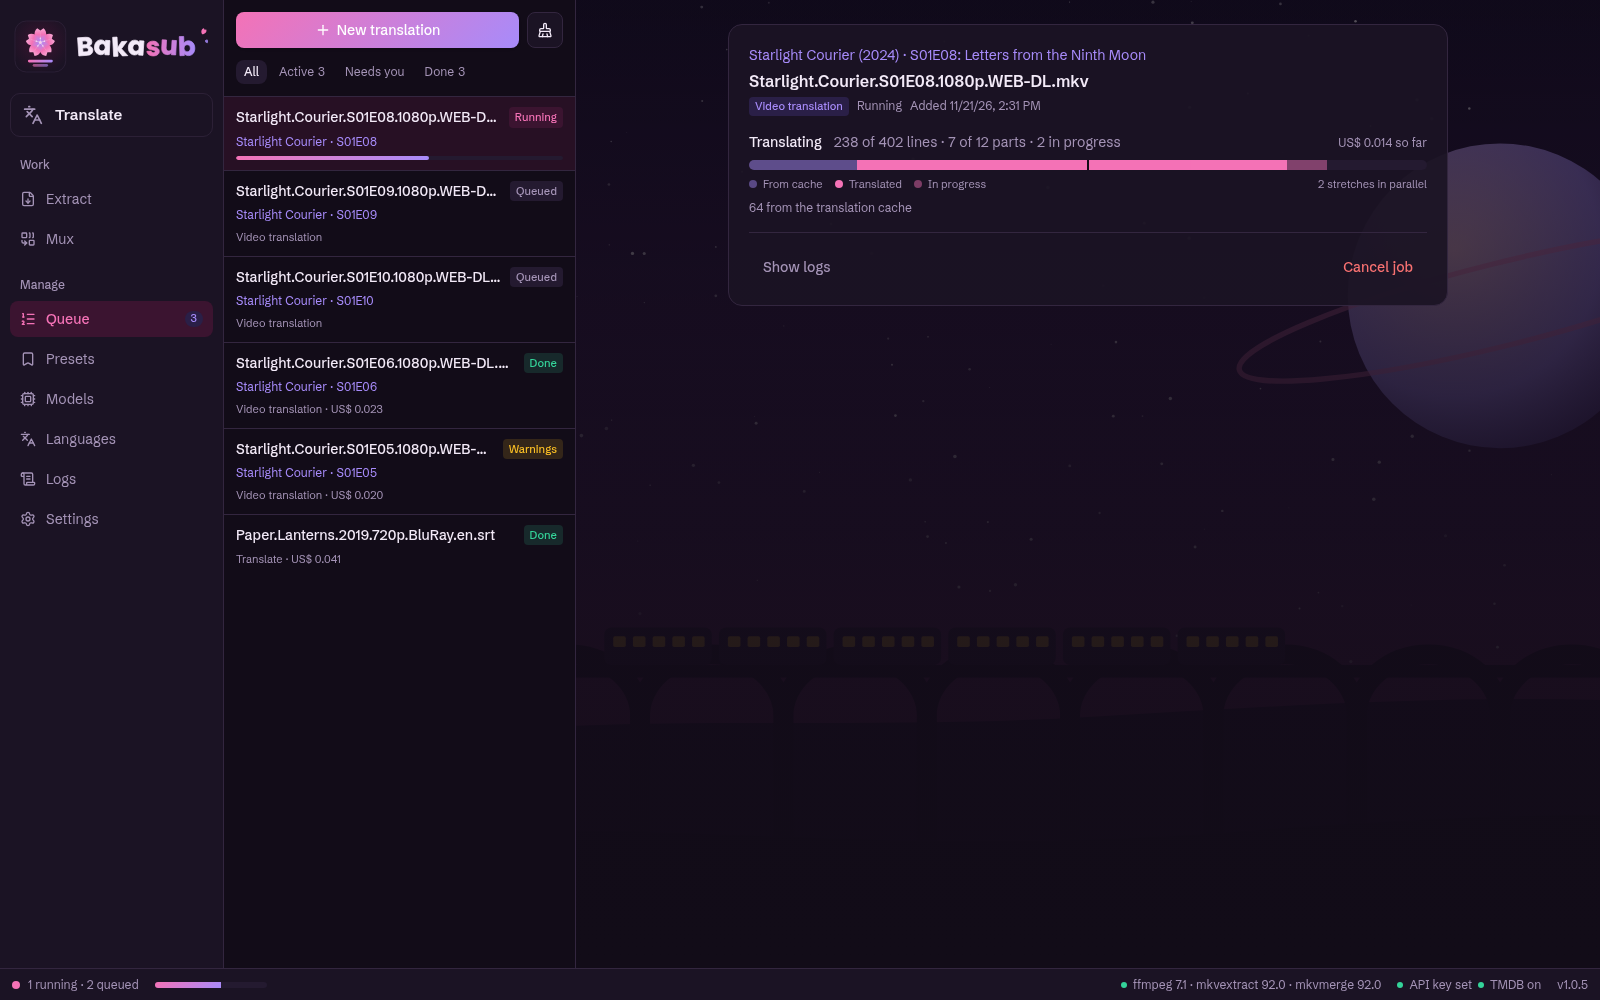 Bakasub
Translate
Work
Extract
Mux
Manage
Queue 3
Presets
Models
Languages
Logs
Settings
New translation
All Active 3 Needs you Done 3
Starlight.Courier.S01E08.1080p.WEB-D... Running
Starlight Courier · S01E08
Starlight.Courier.S01E09.1080p.WEB-D... Queued
Starlight Courier · S01E09
Video translation
Starlight.Courier.S01E10.1080p.WEB-DL... Queued
Starlight Courier · S01E10
Video translation
Starlight.Courier.S01E06.1080p.WEB-DL.... Done
Starlight Courier · S01E06
Video translation · US$ 0.023
Starlight.Courier.S01E05.1080p.WEB-... Warnings
Starlight Courier · S01E05
Video translation · US$ 0.020
Paper.Lanterns.2019.720p.BluRay.en.srt Done
Translate · US$ 0.041
Starlight Courier (2024) · S01E08: Letters from the Ninth Moon
Starlight.Courier.S01E08.1080p.WEB-DL.mkv
Video translation Running Added 11/21/26, 2:31 PM
Translating 238 of 402 lines · 7 of 12 parts · 2 in progress US$ 0.014 so far
From cache Translated In progress 2 stretches in parallel
64 from the translation cache
Show logs Cancel job
1 running · 2 queued ffmpeg 7.1 · mkvextract 92.0 · mkvmerge 92.0 API key set TMDB on v1.0.5